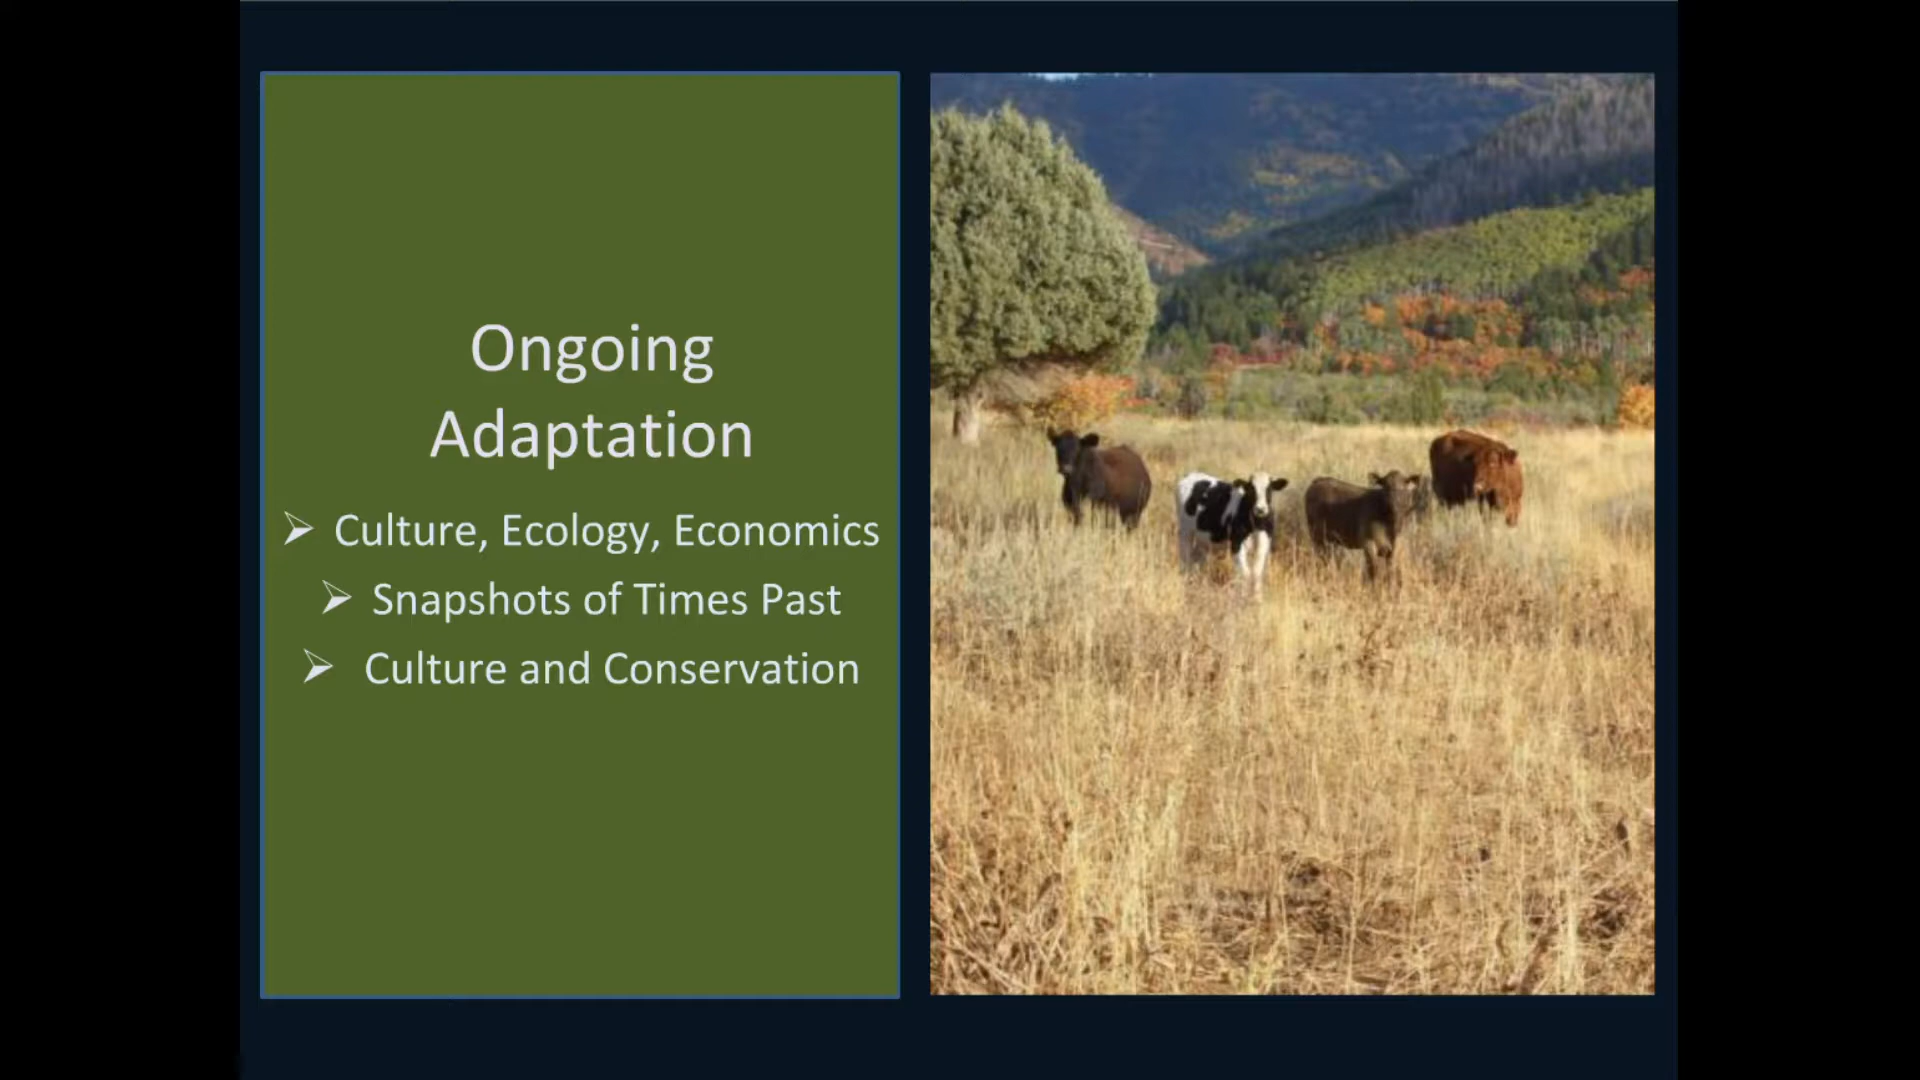 Ongoing
Adaptation
➢ Culture, Ecology, Economics
➢ Snapshots of Times Past
➢ Culture and Conservation